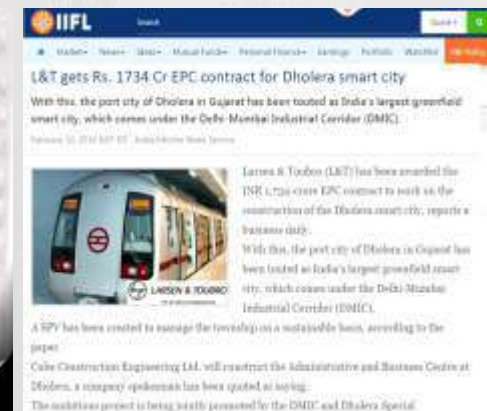 IIFL
Search
L&T gets Rs. 1734 Cr EPC contract for Dholera smart city
With this, the port city of Dholera in Gujarat has been touted as India's largest greenfield
smart city, which comes under the Delhi-Mumbai Industrial Corridor (DMIC).
Larsen & Toubro (L&T) has been awarded the
INR 1,734-crore EPC contract to work on the
construction of the Dholera smart city, reports a
business daily.
With this, the port city of Dholera in Gujarat has
been touted as India's largest greenfield smart
city, which comes under the Delhi-Mumbai
Industrial Corridor (DMIC).
LARSEN & TOUBRO
A SPV has been created to manage the township on a sustainable basis, according to the
paper.
Cube Construction Engineering Ltd. will construct the Administrative and Business Centre at
Dholera, a company spokesman has been quoted as saying.
The ambitious project is being jointly promoted by the DMIC and Dholera Special